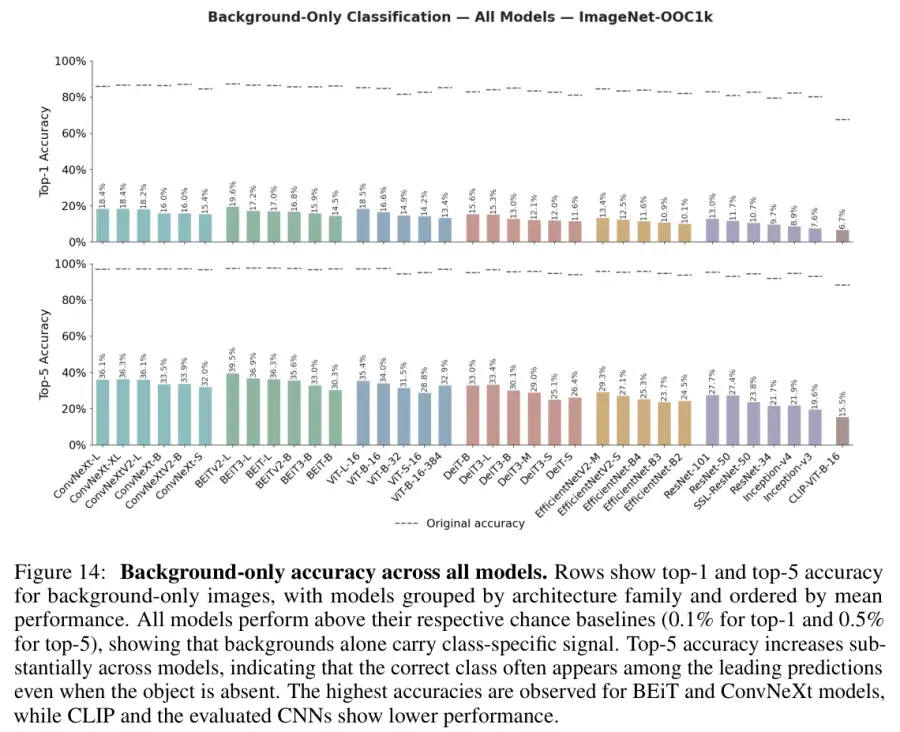 Background-Only Classification — All Models — ImageNet-OOC1k
Top-1 Accuracy
100%
80%
60%
40%
20%
0%
18.4%
18.4%
18.2%
16.0%
16.0%
15.4%
19.6%
17.2%
17.0%
16.8%
15.9%
14.5%
18.5%
16.6%
14.9%
14.2%
13.4%
15.6%
15.3%
13.0%
12.1%
12.0%
11.6%
13.4%
12.5%
11.6%
10.9%
10.1%
13.0%
11.7%
10.7%
9.7%
8.9%
7.6%
6.7%
Top-5 Accuracy
100%
80%
60%
40%
20%
0%
36.1%
36.3%
36.1%
33.5%
33.9%
32.0%
39.5%
36.9%
36.3%
35.6%
33.0%
30.3%
35.4%
34.0%
31.5%
28.8%
32.9%
33.0%
33.4%
30.1%
29.0%
25.1%
26.4%
29.3%
27.1%
25.3%
23.7%
24.5%
27.7%
27.4%
23.8%
21.7%
21.9%
19.6%
15.5%
ConvNeXt-L
ConvNeXt-XL
ConvNeXtV2-L
ConvNeXt-B
ConvNeXtV2-B
ConvNeXt-S
BEiTv2-L
BEiT3-L
BEiT-L
BEiTv2-B
BEiT3-B
BEiT-B
ViT-L-16
ViT-B-16
ViT-B-32
ViT-S-16
ViT-B-16-384
DeiT-B
DeiT3-L
DeiT3-B
DeiT3-M
DeiT3-S
DeiT-S
EfficientNetV2-M
EfficientNetV2-S
EfficientNet-B4
EfficientNet-B3
EfficientNet-B2
ResNet-101
ResNet-50
SSL-ResNet-50
ResNet-34
Inception-v4
Inception-v3
CLIP-ViT-B-16
Original accuracy
Figure 14: Background-only accuracy across all models. Rows show top-1 and top-5 accuracy
for background-only images, with models grouped by architecture family and ordered by mean
performance. All models perform above their respective chance baselines (0.1% for top-1 and 0.5%
for top-5), showing that backgrounds alone carry class-specific signal. Top-5 accuracy increases sub-
stantially across models, indicating that the correct class often appears among the leading predictions
even when the object is absent. The highest accuracies are observed for BEiT and ConvNeXt models,
while CLIP and the evaluated CNNs show lower performance.